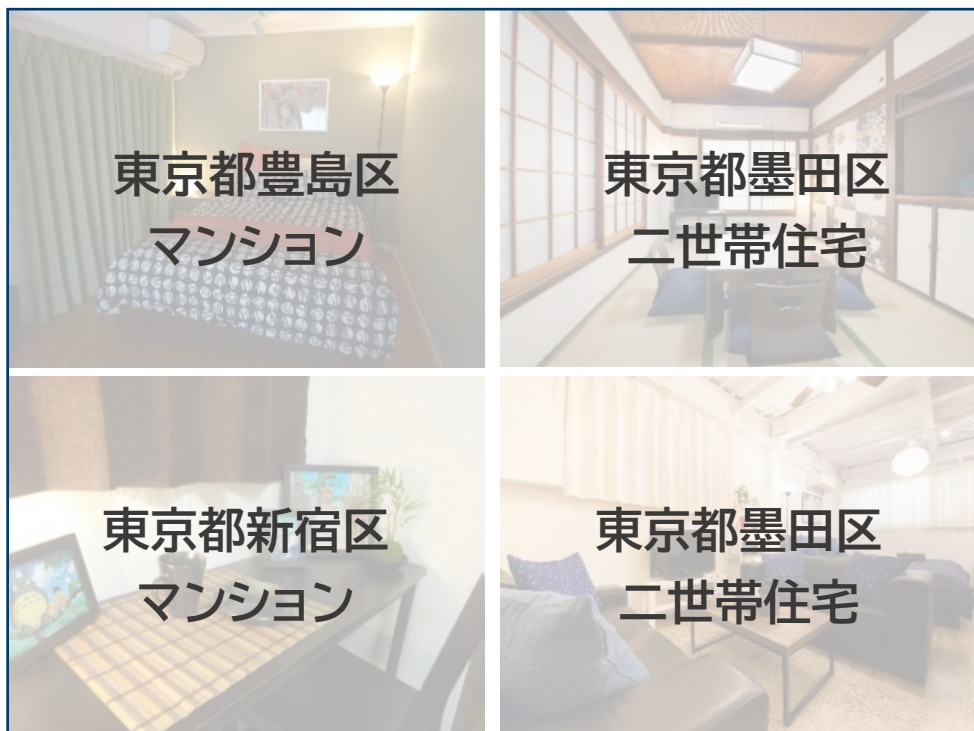 東京都豊島区
マンション
東京都墨田区
二世帯住宅
東京都新宿区
マンション
東京都墨田区
二世帯住宅